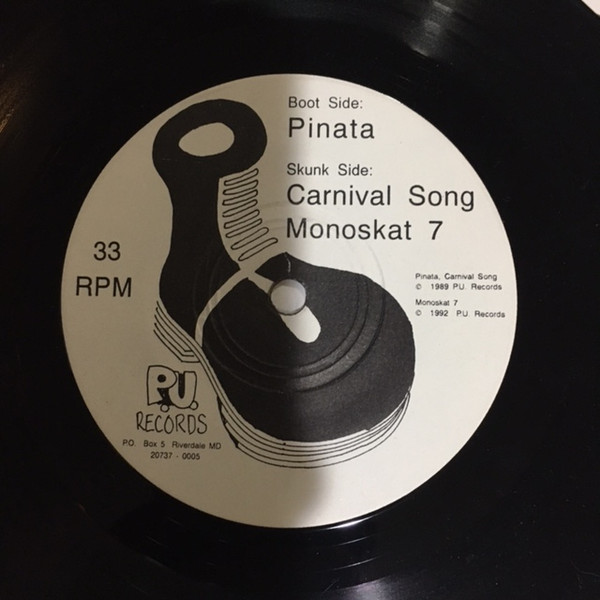 Boot Side:
Pinata
Skunk Side:
Carnival Song
Monoskat 7
33
RPM
Pinata, Carnival Song
© 1989 P.U. Records
Monoskat 7
© 1992 P.U. Records
P.U.
RECORDS
P.O. Box 5 Riverdale MD
20737 - 0005